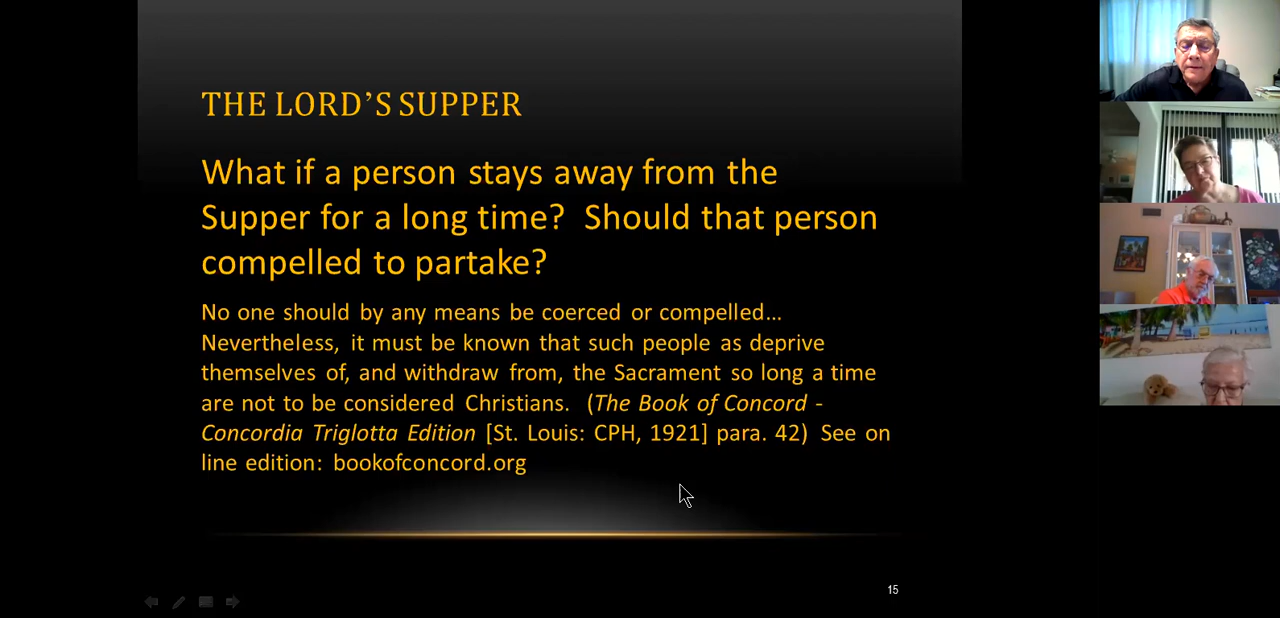 THE LORD’S SUPPER
What if a person stays away from the
Supper for a long time?  Should that person
compelled to partake?
No one should by any means be coerced or compelled…
Nevertheless, it must be known that such people as deprive
themselves of, and withdraw from, the Sacrament so long a time
are not to be considered Christians.  (The Book of Concord -
Concordia Triglotta Edition [St. Louis: CPH, 1921] para. 42)  See on
line edition: bookofconcord.org
15